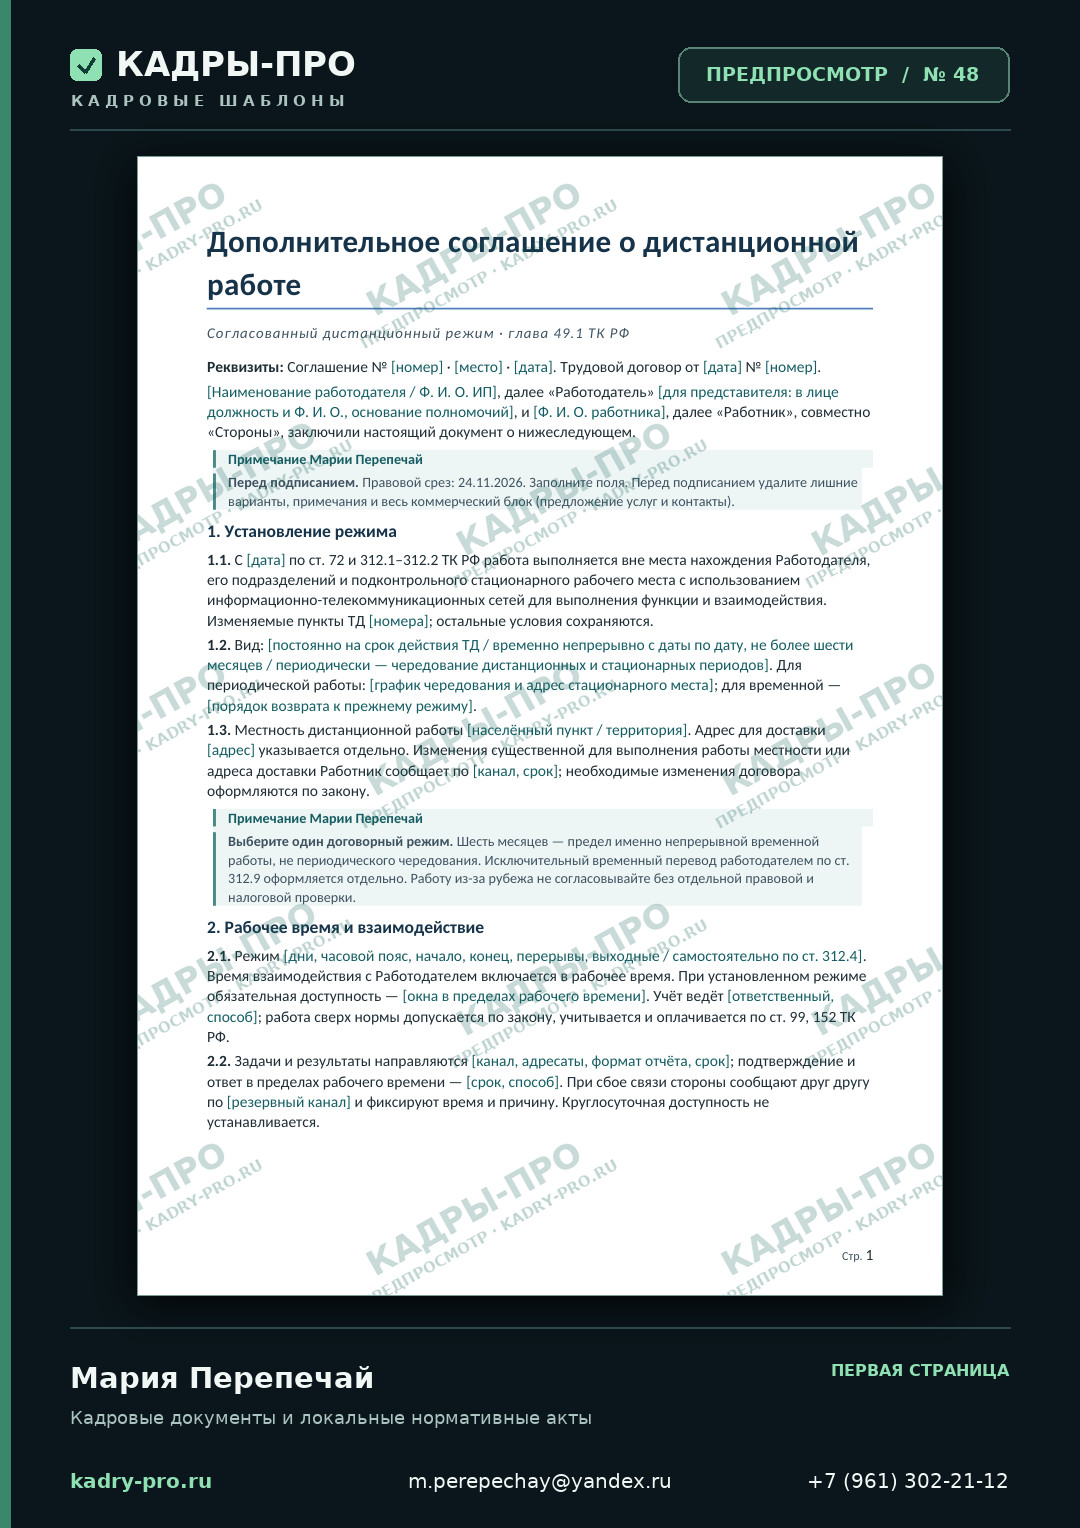 КАДРЫ-ПРО
КАДРОВЫЕ ШАБЛОНЫ
ПРЕДПРОСМОТР / № 48
Дополнительное соглашение о дистанционной
работе
Согласованный дистанционный режим · глава 49.1 ТК РФ
Реквизиты: Соглашение № [номер] · [место] · [дата]. Трудовой договор от [дата] № [номер].
[Наименование работодателя / Ф. И. О. ИП], далее «Работодатель» [для представителя: в лице
должность и Ф. И. О., основание полномочий], и [Ф. И. О. работника], далее «Работник», совместно
«Стороны», заключили настоящий документ о нижеследующем.
Примечание Марии Перепечай
Перед подписанием. Правовой срез: 24.11.2026. Заполните поля. Перед подписанием удалите лишние
варианты, примечания и весь коммерческий блок (предложение услуг и контакты).
1. Установление режима
1.1. С [дата] по ст. 72 и 312.1–312.2 ТК РФ работа выполняется вне места нахождения Работодателя,
его подразделений и подконтрольного стационарного рабочего места с использованием
информационно-телекоммуникационных сетей для выполнения функции и взаимодействия.
Изменяемые пункты ТД [номера]; остальные условия сохраняются.
1.2. Вид: [постоянно на срок действия ТД / временно непрерывно с даты по дату, не более шести
месяцев / периодически — чередование дистанционных и стационарных периодов]. Для
периодической работы: [график чередования и адрес стационарного места]; для временной —
[порядок возврата к прежнему режиму].
1.3. Местность дистанционной работы [населённый пункт / территория]. Адрес для доставки
[адрес] указывается отдельно. Изменения существенной для выполнения работы местности или
адреса доставки Работник сообщает по [канал, срок]; необходимые изменения договора
оформляются по закону.
Примечание Марии Перепечай
Выберите один договорный режим. Шесть месяцев — предел именно непрерывной временной
работы, не периодического чередования. Исключительный временный перевод работодателем по ст.
312.9 оформляется отдельно. Работу из-за рубежа не согласовывайте без отдельной правовой и
налоговой проверки.
2. Рабочее время и взаимодействие
2.1. Режим [дни, часовой пояс, начало, конец, перерывы, выходные / самостоятельно по ст. 312.4].
Время взаимодействия с Работодателем включается в рабочее время. При установленном режиме
обязательная доступность — [окна в пределах рабочего времени]. Учёт ведёт [ответственный,
способ]; работа сверх нормы допускается по закону, учитывается и оплачивается по ст. 99, 152 ТК
РФ.
2.2. Задачи и результаты направляются [канал, адресаты, формат отчёта, срок]; подтверждение и
ответ в пределах рабочего времени — [срок, способ]. При сбое связи стороны сообщают друг другу
по [резервный канал] и фиксируют время и причину. Круглосуточная доступность не
устанавливается.
КАДРЫ-ПРО
ПРЕДПРОСМОТР · KADRY-PRO.RU
Стр. 1
Мария Перепечай
ПЕРВАЯ СТРАНИЦА
Кадровые документы и локальные нормативные акты
kadry-pro.ru
m.perepechay@yandex.ru
+7 (961) 302-21-12